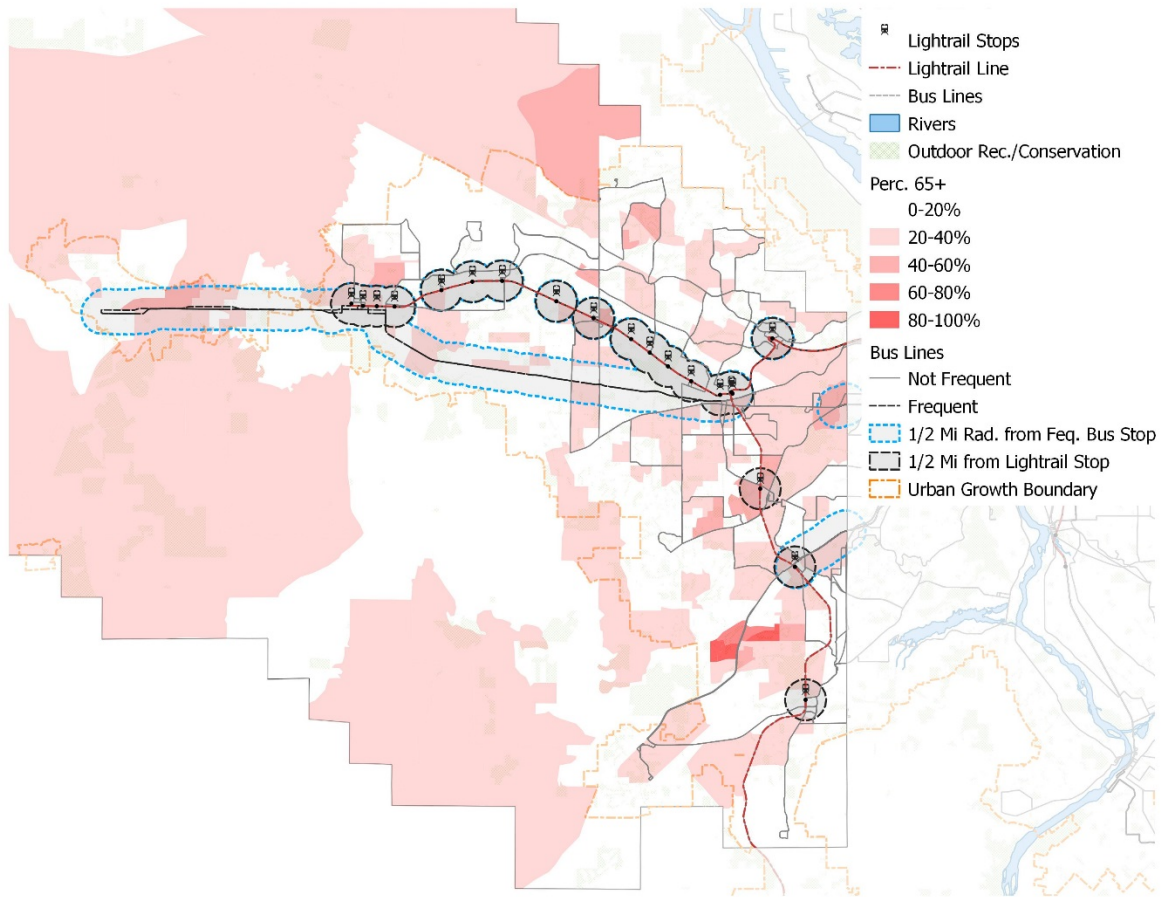 Lightrail Stops
Lightrail Line
Bus Lines
Rivers
Outdoor Rec./Conservation
Perc. 65+
0-20%
20-40%
40-60%
60-80%
80-100%
Bus Lines
Not Frequent
Frequent
1/2 Mi Rad. from Feq. Bus Stop
1/2 Mi from Lightrail Stop
Urban Growth Boundary